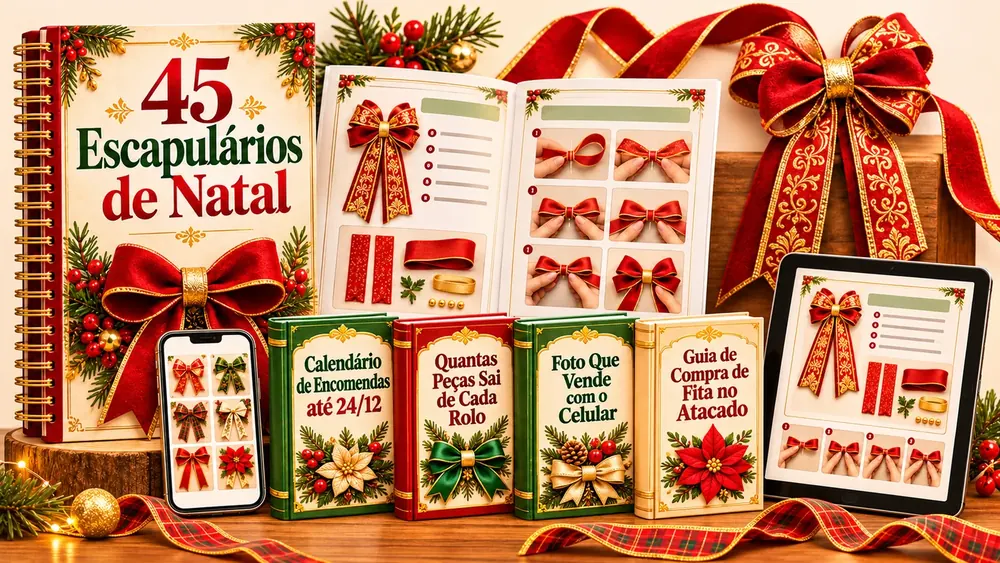 45
Escapulários
de Natal
Calendário
de Encomendas
até 24/12
Quantas
Peças Sai
de Cada
Rolo
Foto Que
Vende
com o
Celular
Guia de
Compra de
Fita no
Atacado